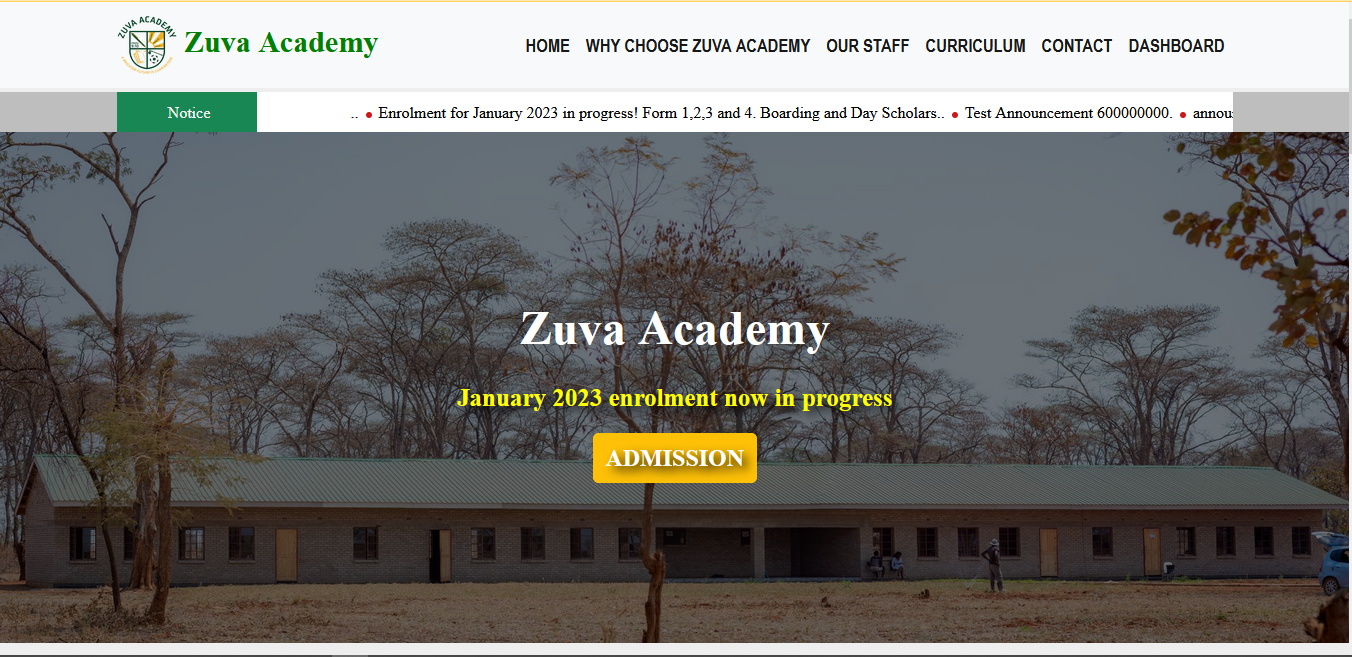 ZUVA ACADEMY
Zuva Academy
HOME WHY CHOOSE ZUVA ACADEMY OUR STAFF CURRICULUM CONTACT DASHBOARD
Notice
.. • Enrolment for January 2023 in progress! Form 1,2,3 and 4. Boarding and Day Scholars.. • Test Announcement 600000000. • annou
Zuva Academy
January 2023 enrolment now in progress
ADMISSION